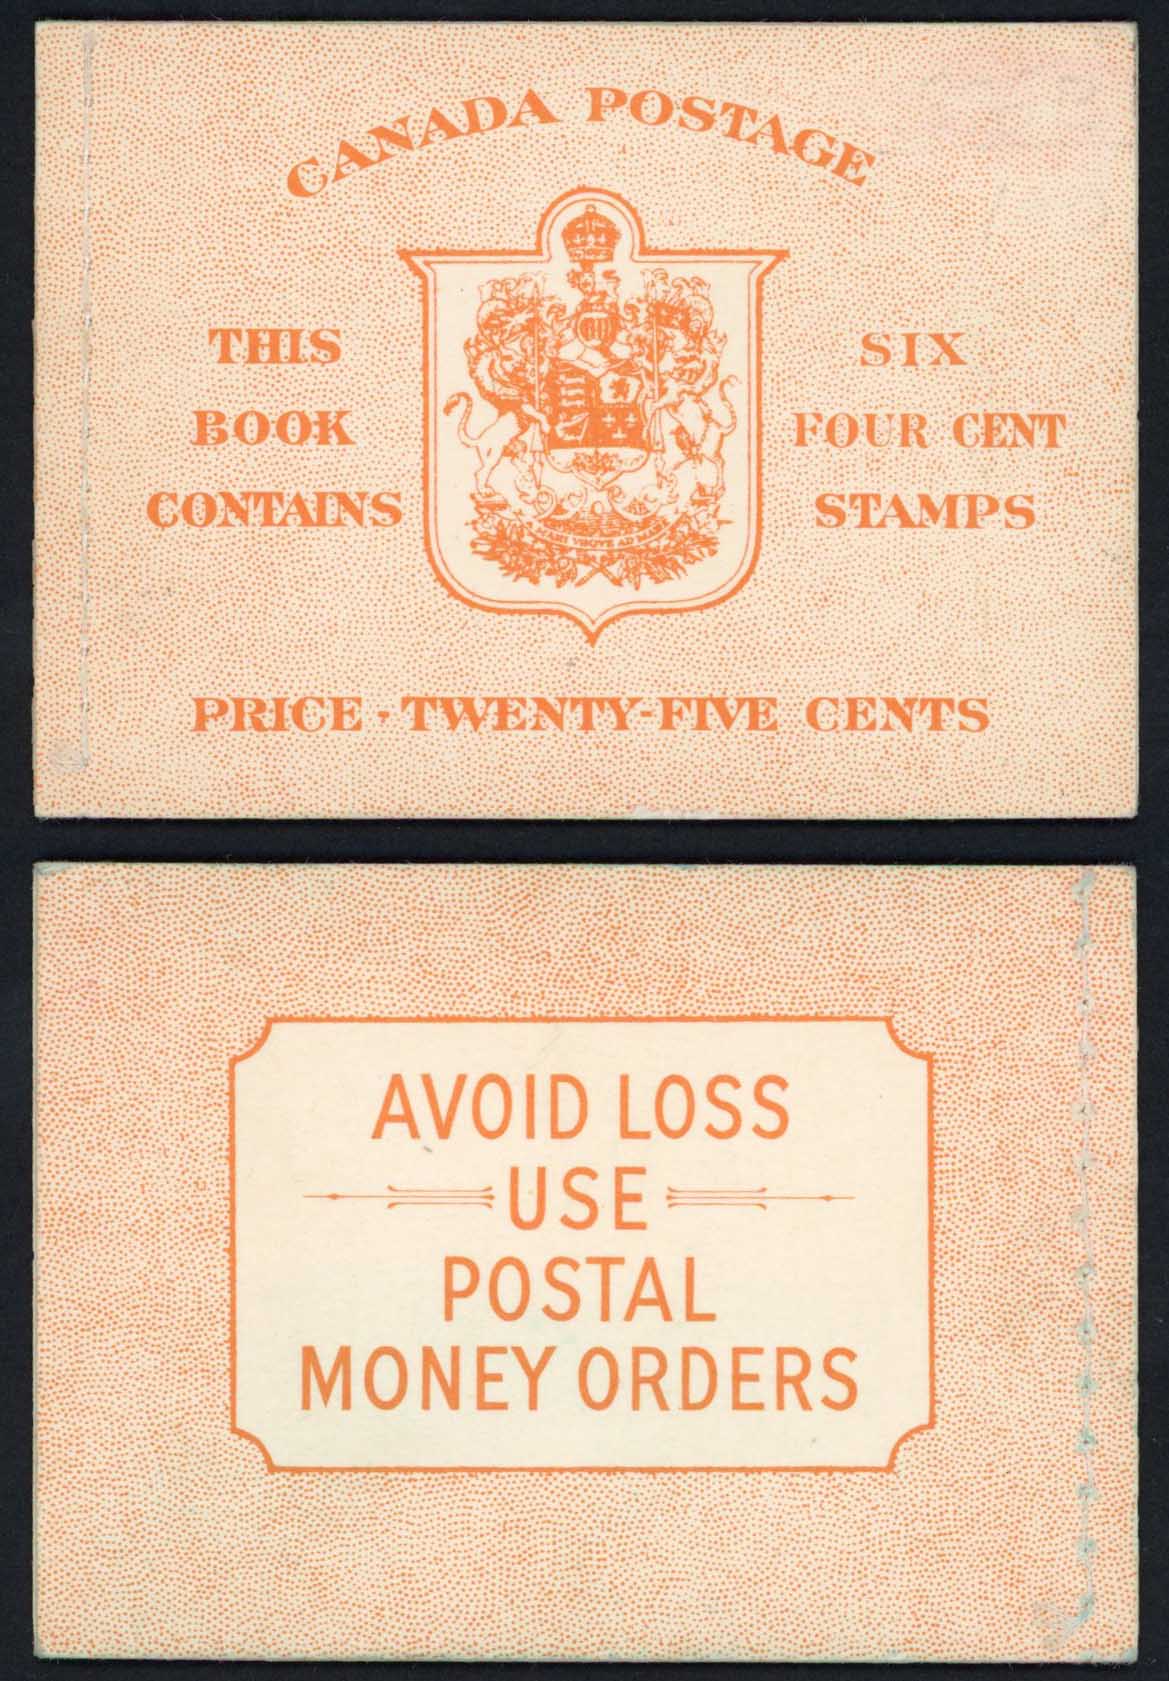 CANADA POSTAGE
THIS
BOOK
CONTAINS
SIX
FOUR CENT
STAMPS
PRICE · TWENTY-FIVE CENTS
AVOID LOSS
USE
POSTAL
MONEY ORDERS